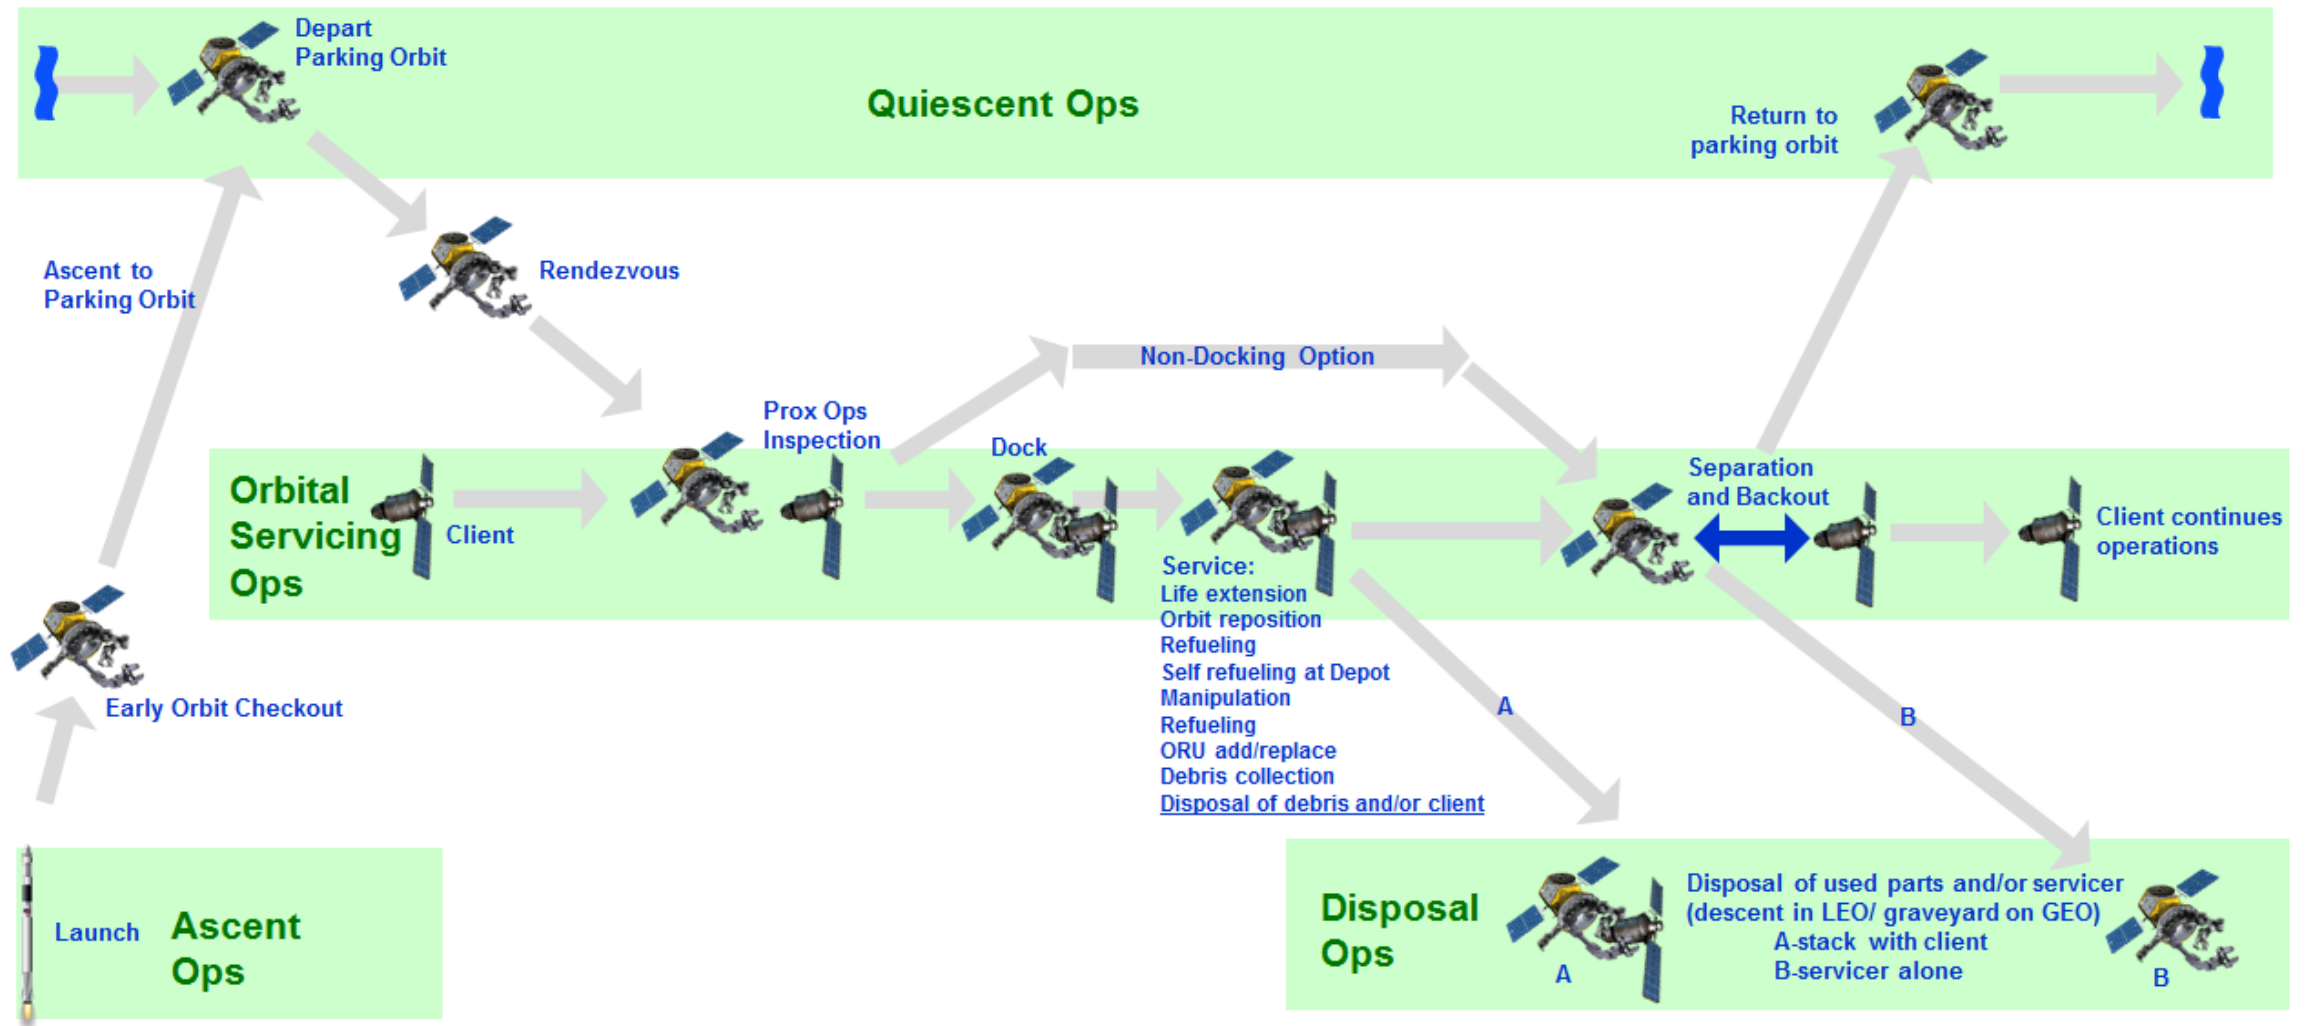 Depart
Parking Orbit
Quiescent Ops
Return to
parking orbit
Ascent to
Parking Orbit
Rendezvous
Non-Docking Option
Prox Ops
Inspection
Dock
Orbital
Servicing
Ops
Client
Separation
and Backout
Client continues
operations
Service:
Life extension
Orbit reposition
Refueling
Self refueling at Depot
Manipulation
Refueling
ORU add/replace
Debris collection
Disposal of debris and/or client
A
B
Early Orbit Checkout
Launch
Ascent
Ops
Disposal
Ops
A
Disposal of used parts and/or servicer
(descent in LEO/ graveyard on GEO)
A-stack with client
B-servicer alone
B